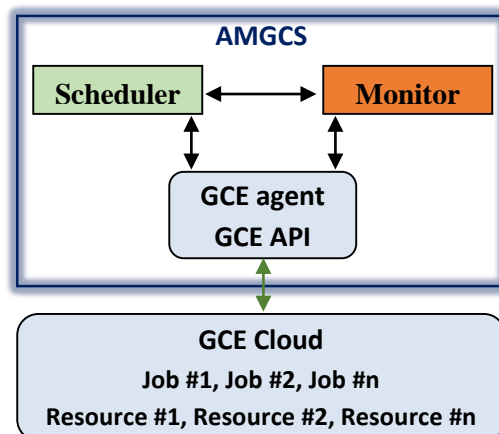 AMGCS
Scheduler
Monitor
GCE agent
GCE API
GCE Cloud
Job #1, Job #2, Job #n
Resource #1, Resource #2, Resource #n